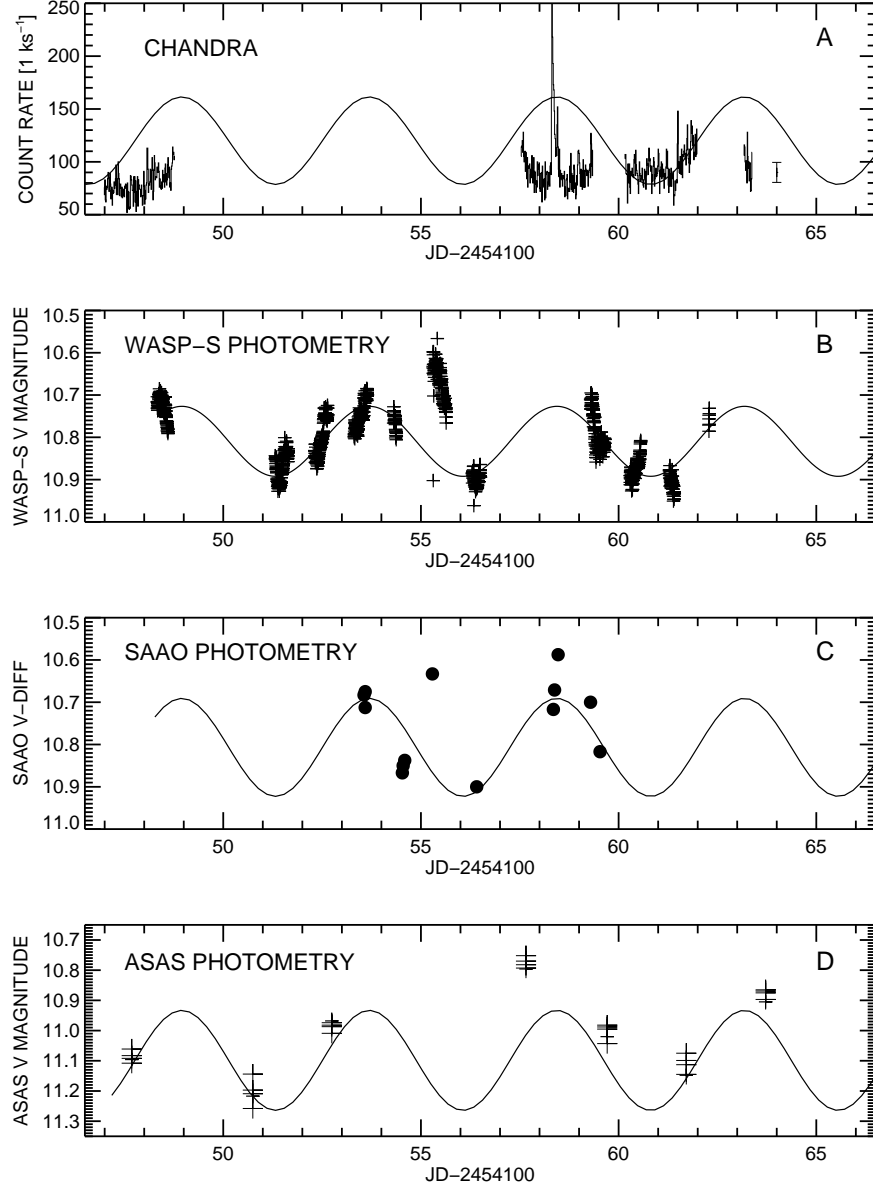 250
200
150
100
50
COUNT RATE [1 ks⁻¹]
CHANDRA
A
50 55 60 65
JD−2454100
10.5
10.6
10.7
10.8
10.9
11.0
WASP−S V MAGNITUDE
WASP−S PHOTOMETRY
B
50 55 60 65
JD−2454100
10.5
10.6
10.7
10.8
10.9
11.0
SAAO V−DIFF
SAAO PHOTOMETRY
C
50 55 60 65
JD−2454100
10.7
10.8
10.9
11.0
11.1
11.2
11.3
ASAS V MAGNITUDE
ASAS PHOTOMETRY
D
50 55 60 65
JD−2454100